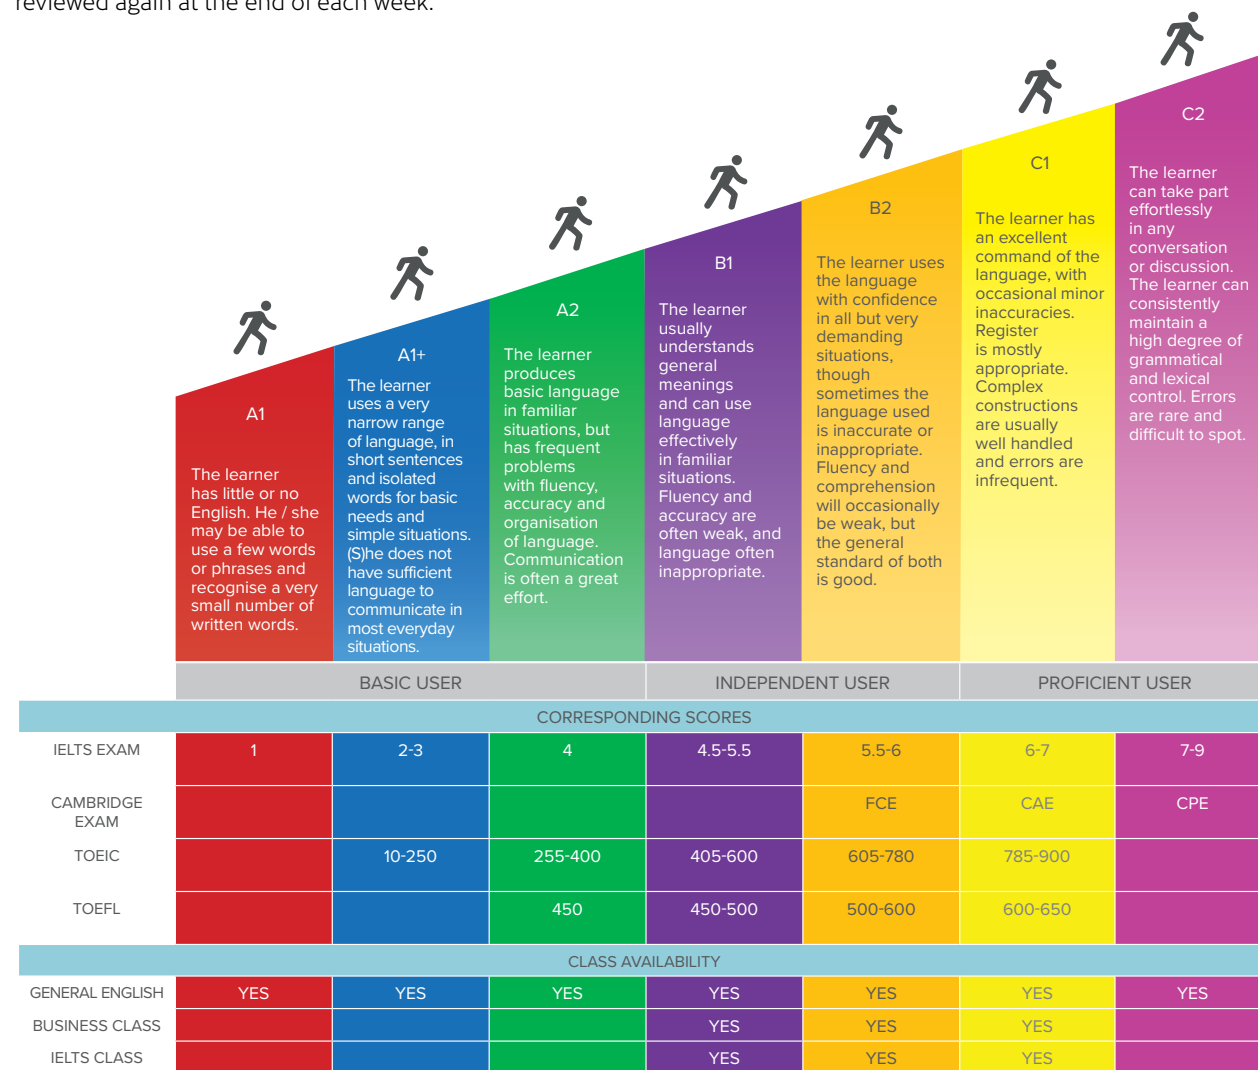 reviewed again at the end of each week.
A1
The learner
has little or no
English. He / she
may be able to
use a few words
or phrases and
recognise a very
small number of
written words.
A1+
The learner
uses a very
narrow range
of language, in
short sentences
and isolated
words for basic
needs and
simple situations.
(S)he does not
have sufficient
language to
communicate in
most everyday
situations.
A2
The learner
produces
basic language
in familiar
situations, but
has frequent
problems
with fluency,
accuracy and
organisation
of language.
Communication
is often a great
effort.
B1
The learner
usually
understands
general
meanings
and can use
language
effectively
in familiar
situations.
Fluency and
accuracy are
often weak, and
language often
inappropriate.
B2
The learner uses
the language
with confidence
in all but very
demanding
situations,
though
sometimes the
language used
is inaccurate or
inappropriate.
Fluency and
comprehension
will occasionally
be weak, but
the general
standard of both
is good.
C1
The learner has
an excellent
command of the
language, with
occasional minor
inaccuracies.
Register
is mostly
appropriate.
Complex
constructions
are usually
well handled
and errors are
infrequent.
C2
The learner
can take part
effortlessly
in any
conversation
or discussion.
The learner can
consistently
maintain a
high degree of
grammatical
and lexical
control. Errors
are rare and
difficult to spot.
BASIC USER INDEPENDENT USER PROFICIENT USER
CORRESPONDING SCORES
IELTS EXAM 1 2-3 4 4.5-5.5 5.5-6 6-7 7-9
CAMBRIDGE
EXAM FCE CAE CPE
TOEIC 10-250 255-400 405-600 605-780 785-900
TOEFL 450 450-500 500-600 600-650
CLASS AVAILABILITY
GENERAL ENGLISH YES YES YES YES YES YES YES
BUSINESS CLASS YES YES YES
IELTS CLASS YES YES YES